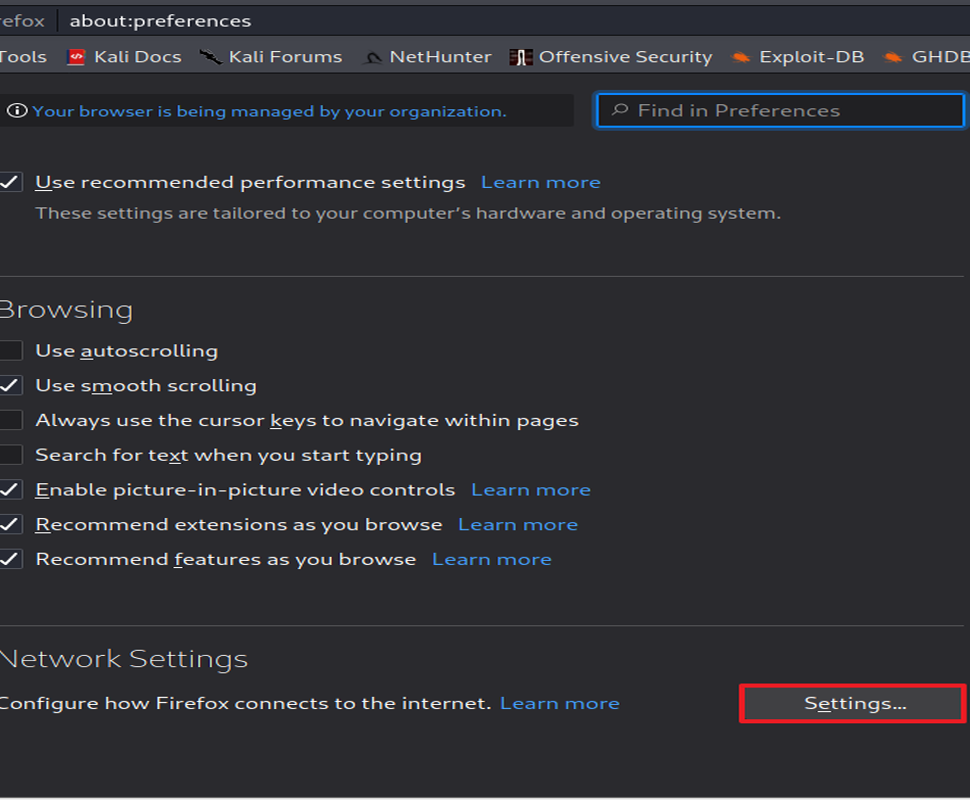 refox about:preferences
Tools Kali Docs Kali Forums NetHunter Offensive Security Exploit-DB GHDB
Your browser is being managed by your organization. Find in Preferences
Use recommended performance settings Learn more
These settings are tailored to your computer’s hardware and operating system.
Browsing
Use autoscrolling
Use smooth scrolling
Always use the cursor keys to navigate within pages
Search for text when you start typing
Enable picture-in-picture video controls Learn more
Recommend extensions as you browse Learn more
Recommend features as you browse Learn more
Network Settings
Configure how Firefox connects to the internet. Learn more Settings...